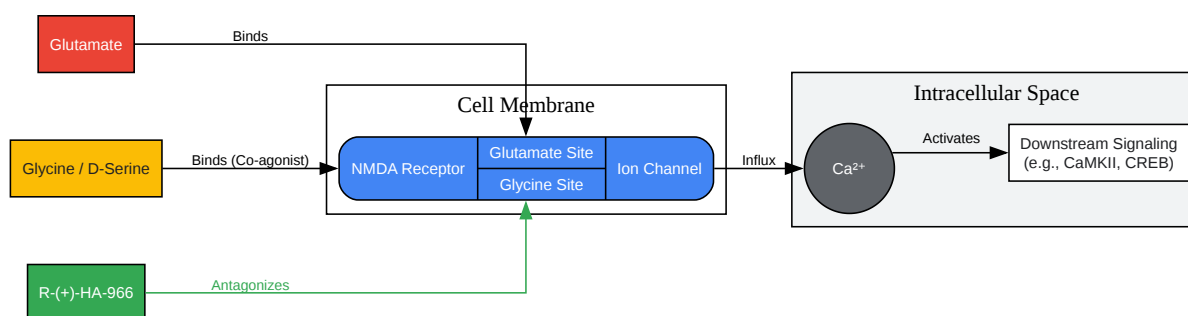 Glutamate
Binds
Cell Membrane
Intracellular Space
Glycine / D-Serine
Binds (Co-agonist)
NMDA Receptor
Glutamate Site
Glycine Site
Ion Channel
Influx
Ca²⁺
Activates
Downstream Signaling
(e.g., CaMKII, CREB)
R-(+)-HA-966
Antagonizes